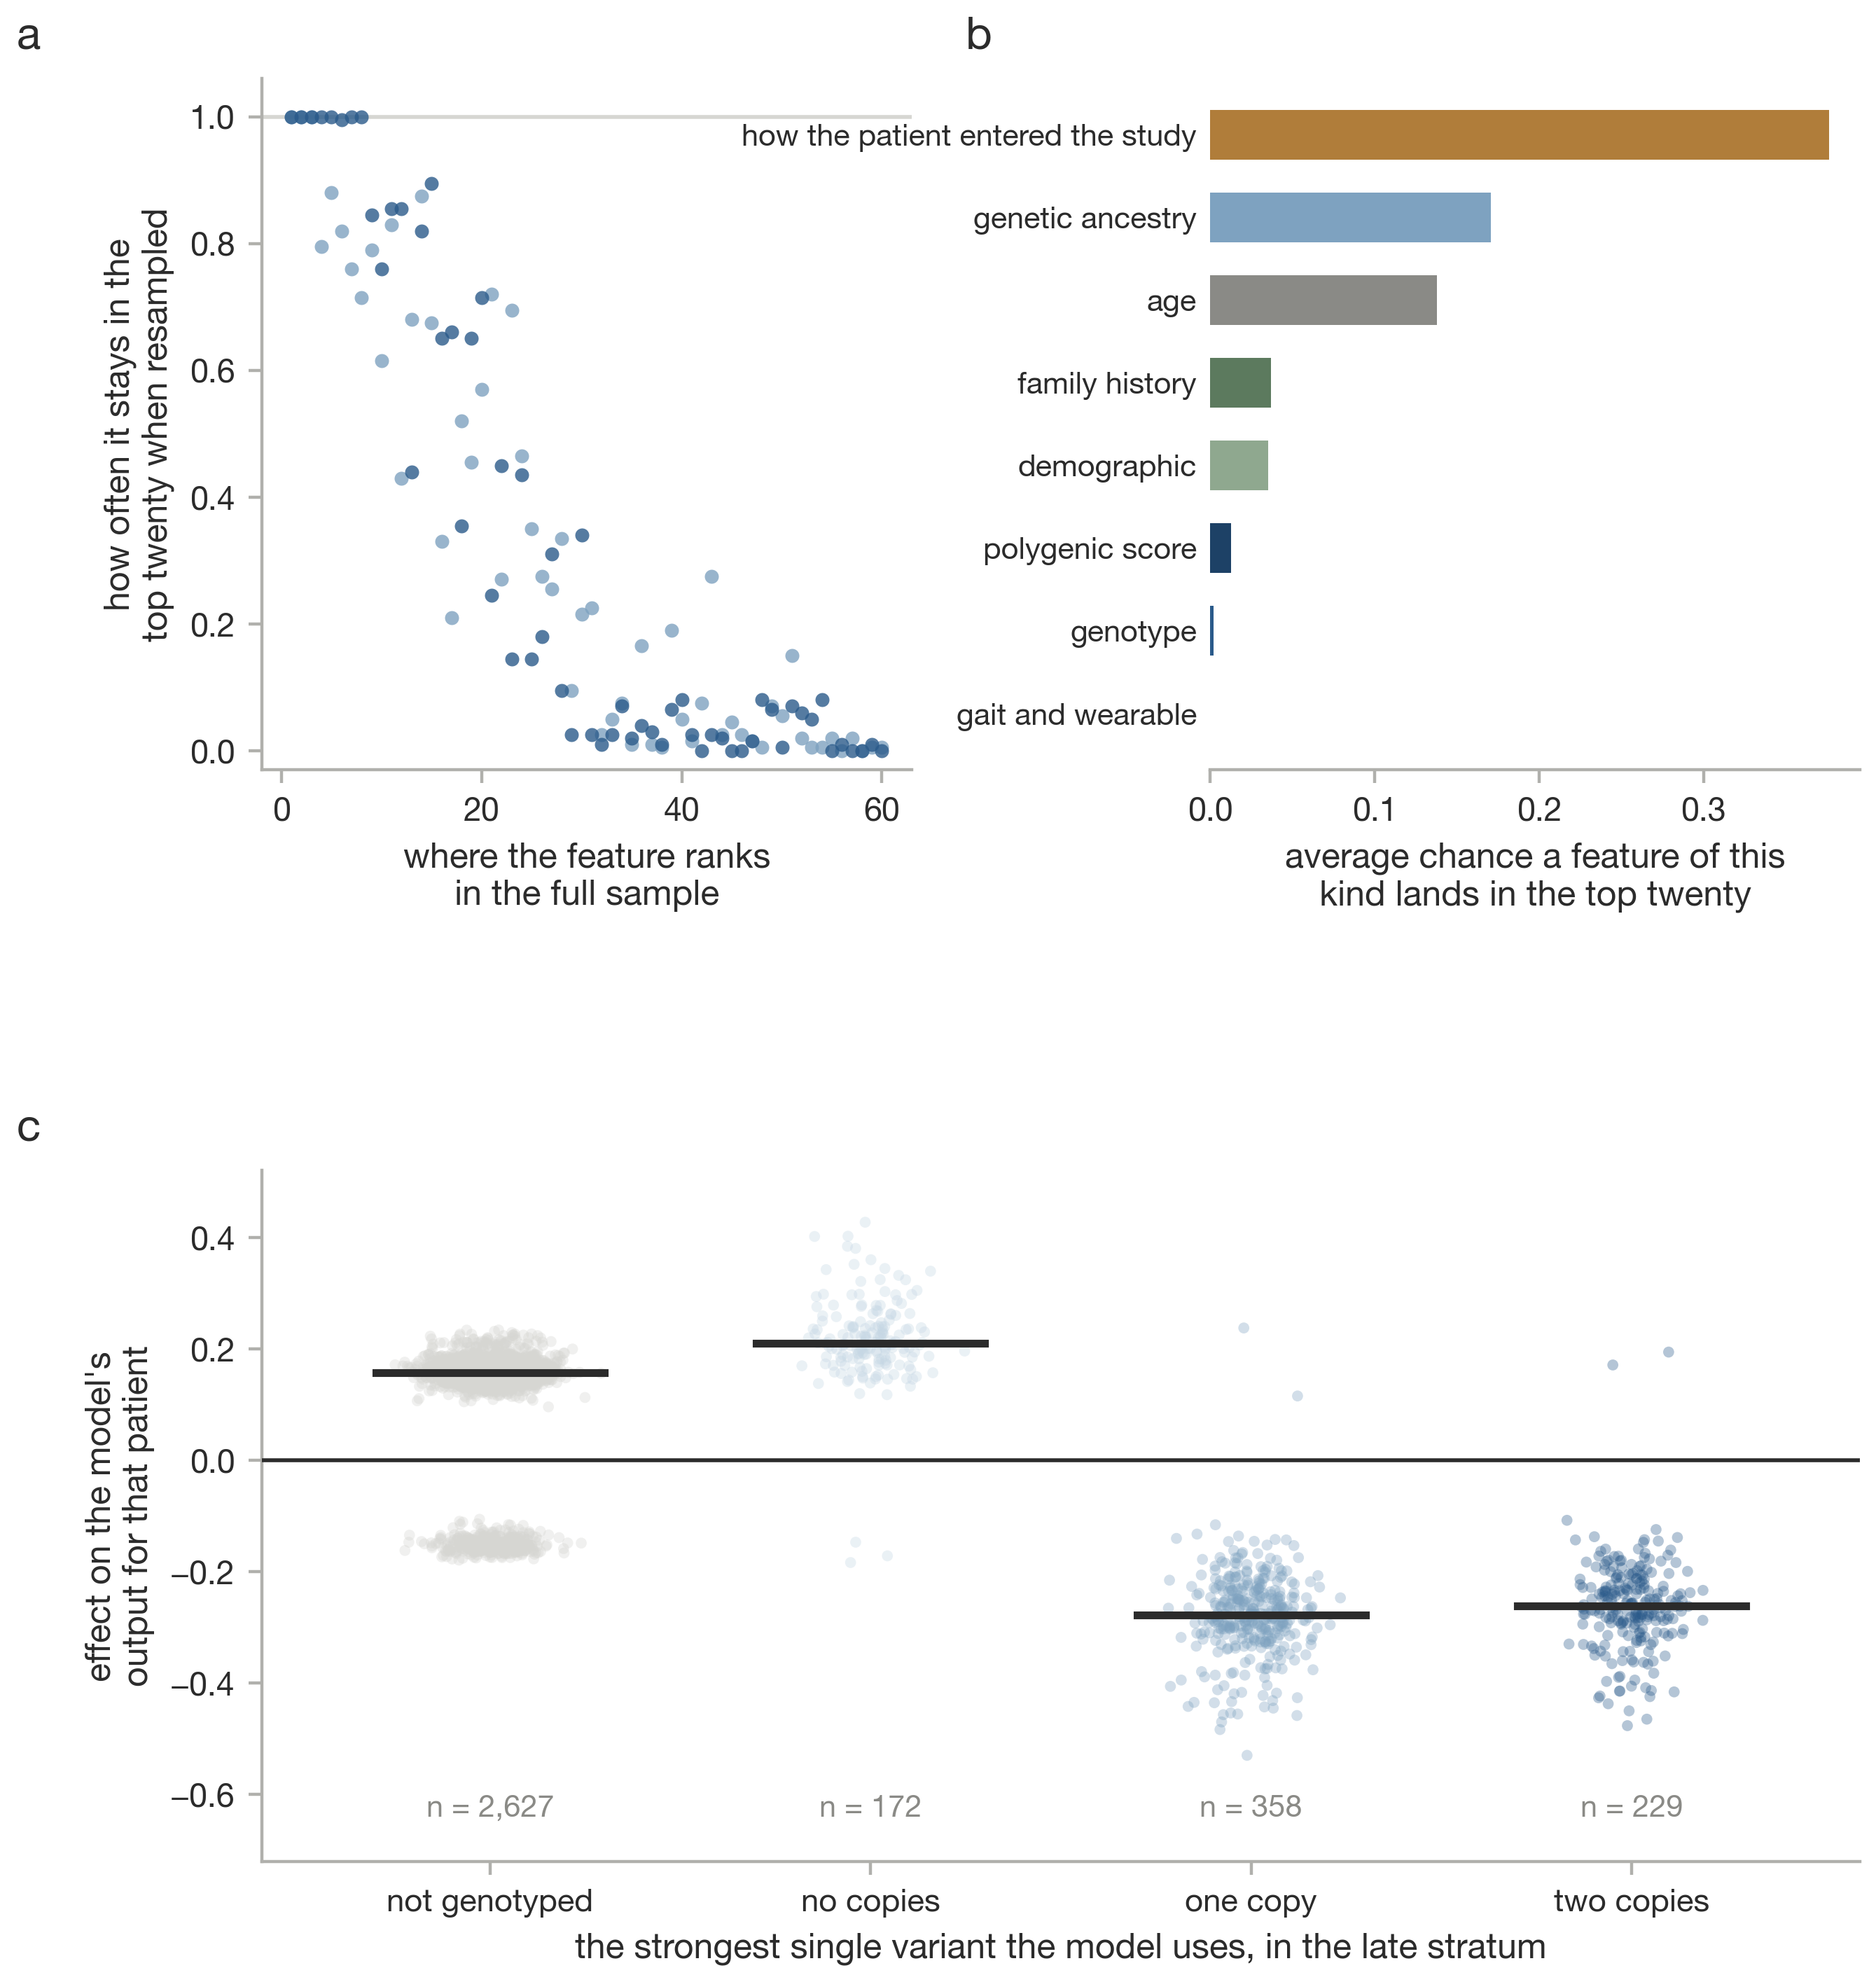 a
1.0
0.8
0.6
0.4
0.2
0.0
how often it stays in the
top twenty when resampled
0
20
40
60
where the feature ranks
in the full sample
b
how the patient entered the study
genetic ancestry
age
family history
demographic
polygenic score
genotype
gait and wearable
0.0
0.1
0.2
0.3
average chance a feature of this
kind lands in the top twenty
c
0.4
0.2
0.0
−0.2
−0.4
−0.6
effect on the model's
output for that patient
n = 2,627
n = 172
n = 358
n = 229
not genotyped
no copies
one copy
two copies
the strongest single variant the model uses, in the late stratum